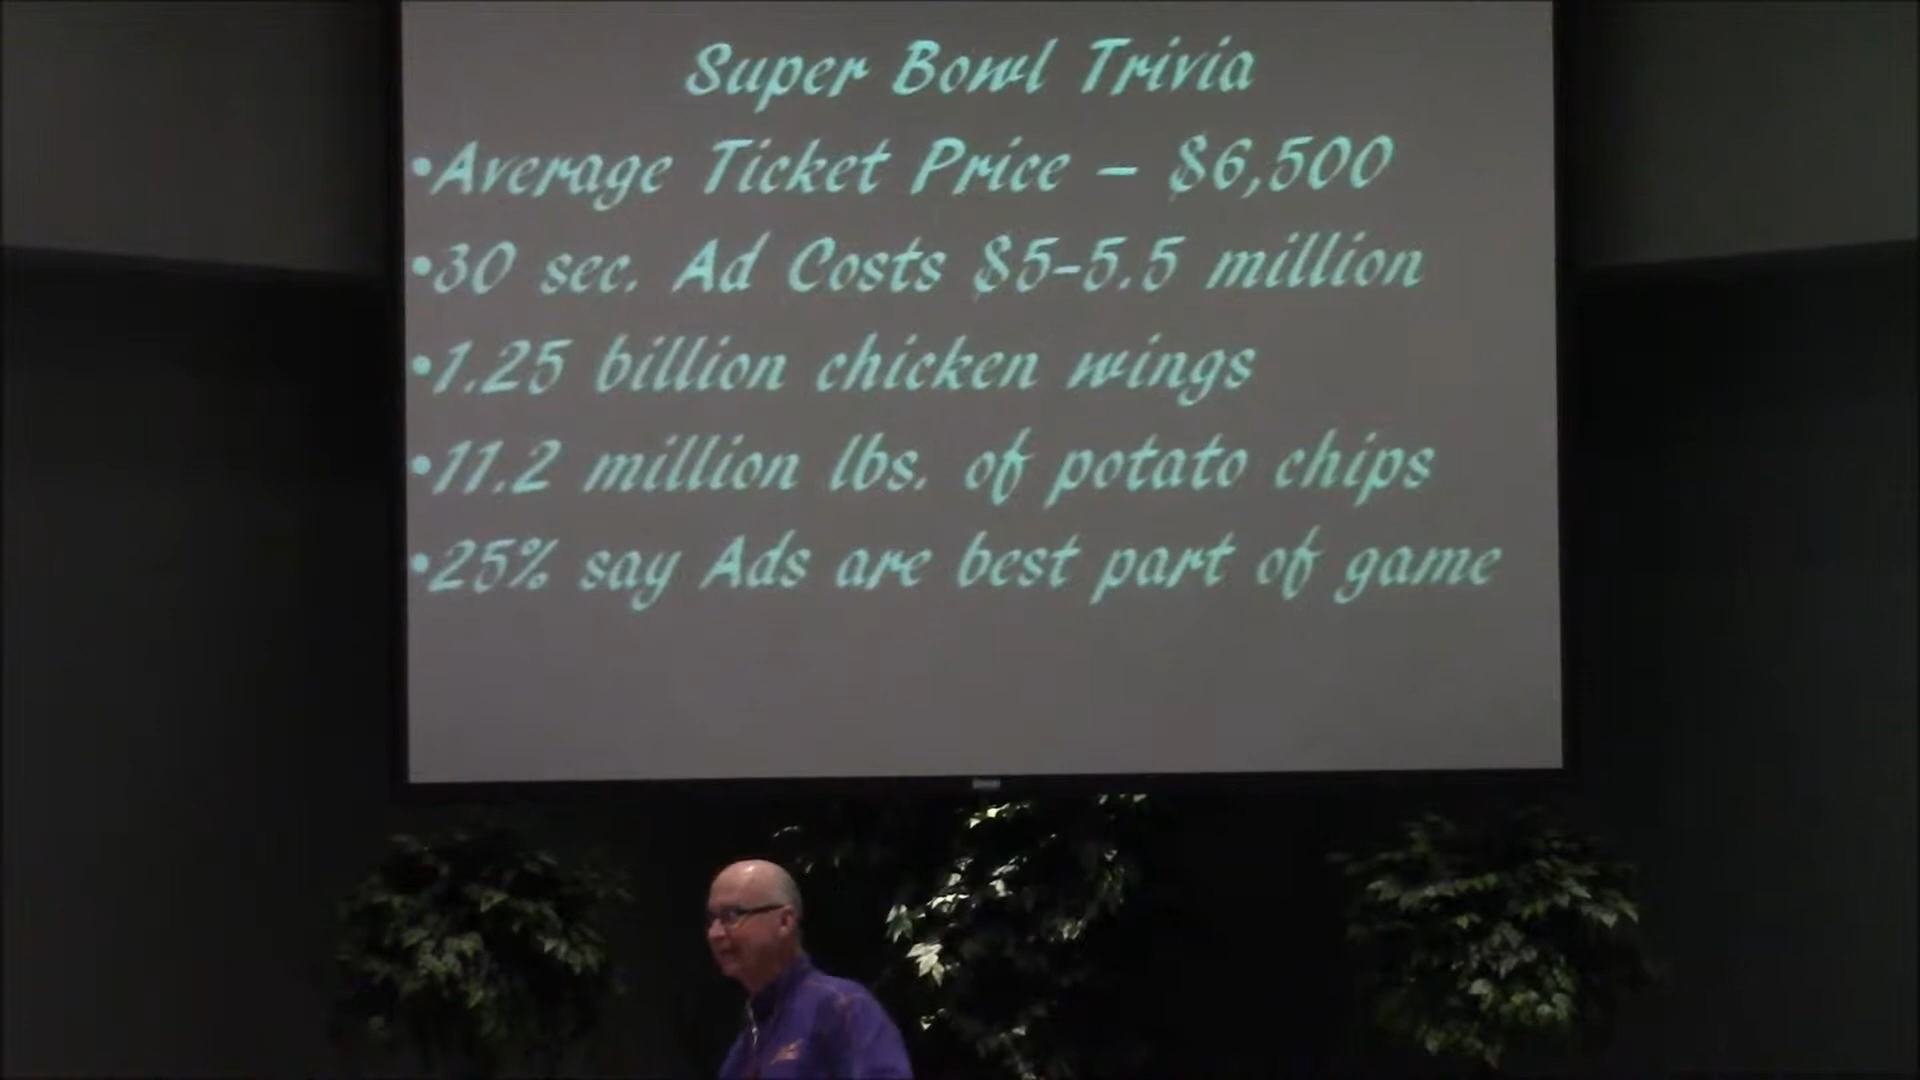 Super Bowl Trivia
•Average Ticket Price – $6,500
•30 sec. Ad Costs $5-5.5 million
•1.25 billion chicken wings
•11.2 million lbs. of potato chips
•25% say Ads are best part of game